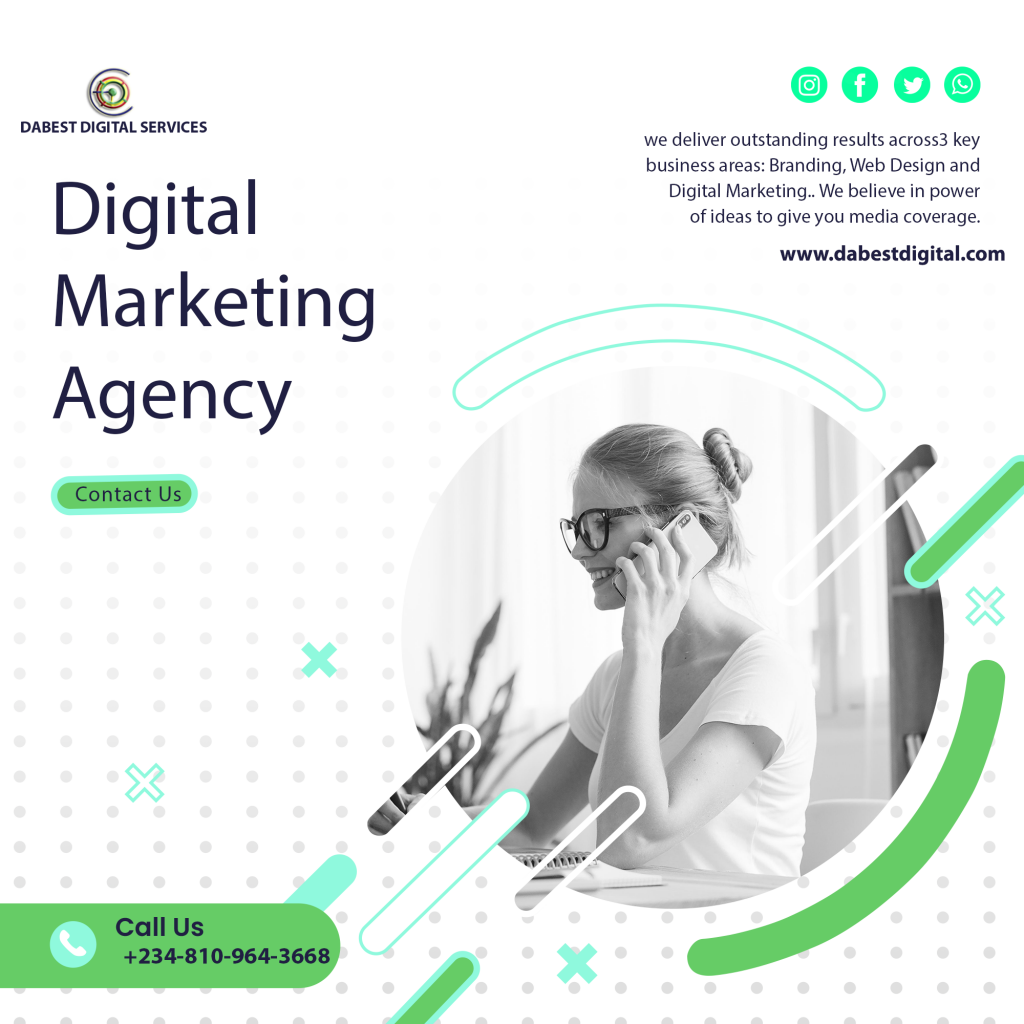 DABEST DIGITAL SERVICES
we deliver outstanding results across3 key
business areas: Branding, Web Design and
Digital Marketing.. We believe in power
of ideas to give you media coverage.
www.dabestdigital.com
Digital
Marketing
Agency
Contact Us
Call Us
+234-810-964-3668